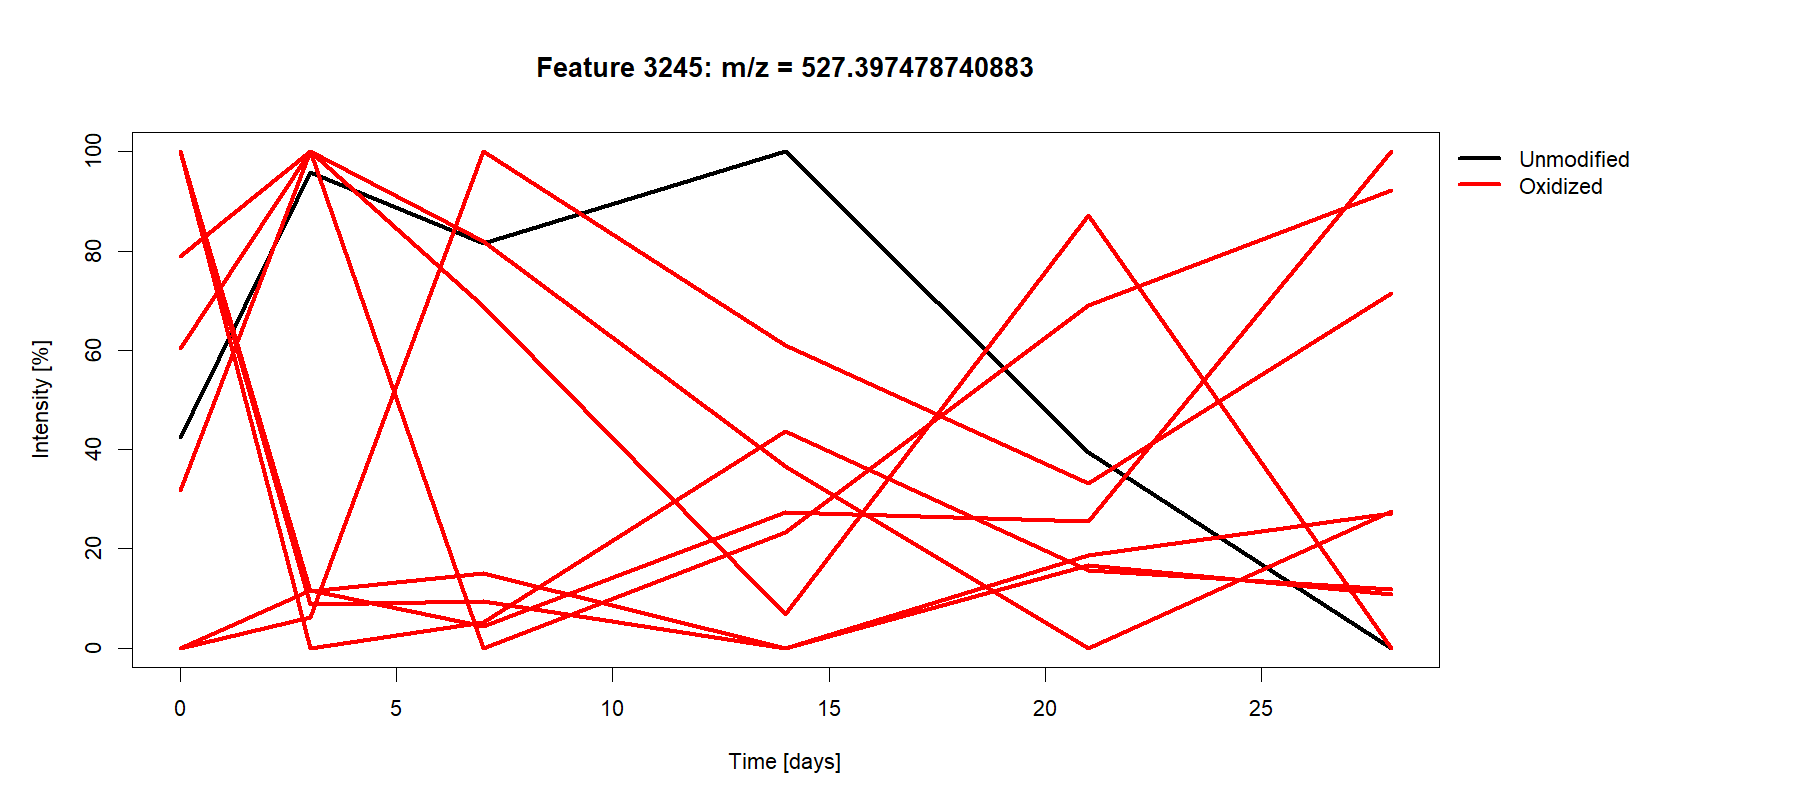 Feature 3245: m/z = 527.397478740883
Unmodified
Oxidized
Intensity [%]
100
80
60
40
20
0
0 5 10 15 20 25
Time [days]